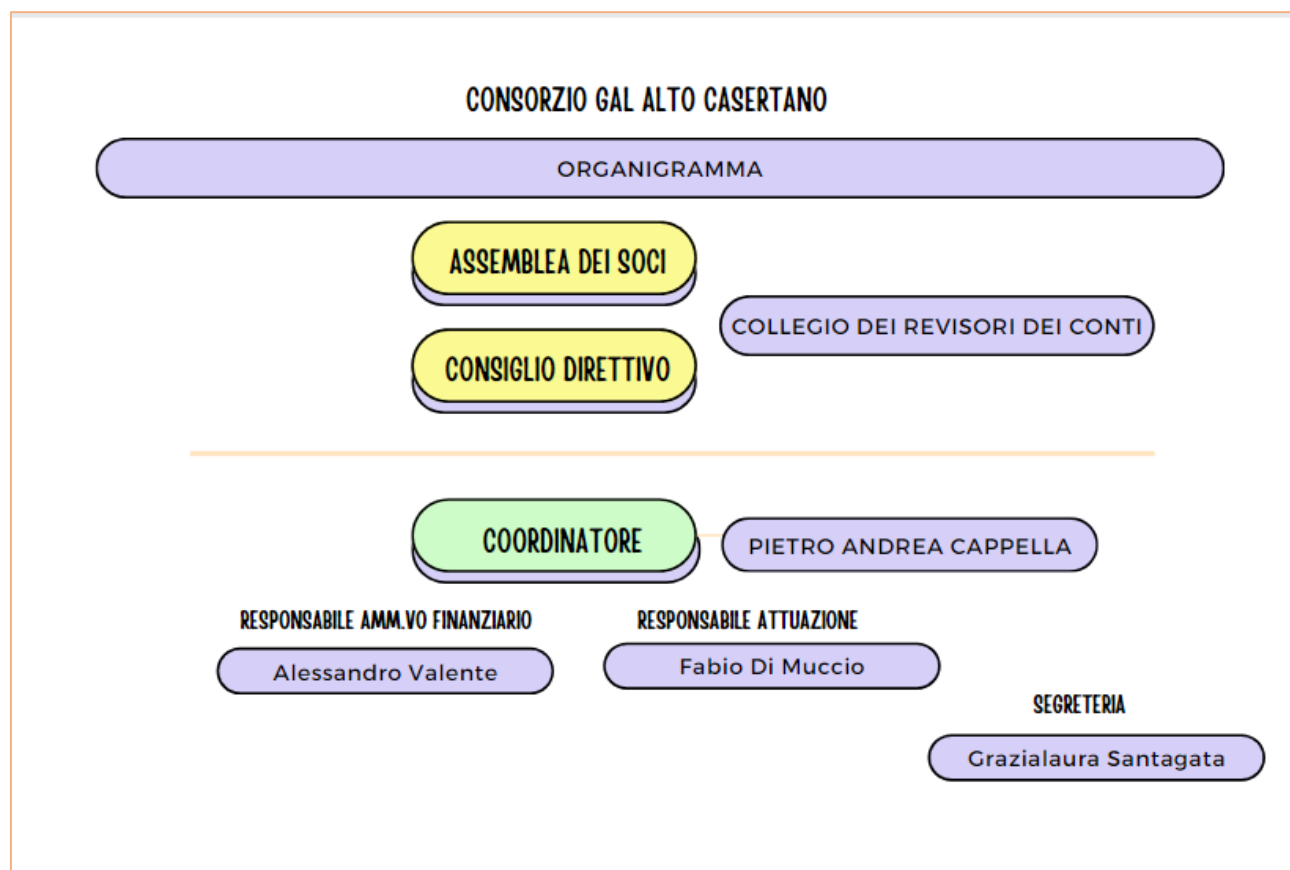 CONSORZIO GAL ALTO CASERTANO
ORGANIGRAMMA
ASSEMBLEA DEI SOCI
COLLEGIO DEI REVISORI DEI CONTI
CONSIGLIO DIRETTIVO
COORDINATORE
PIETRO ANDREA CAPPELLA
RESPONSABILE AMM.VO FINANZIARIO
Alessandro Valente
RESPONSABILE ATTUAZIONE
Fabio Di Muccio
SEGRETERIA
Grazialaura Santagata